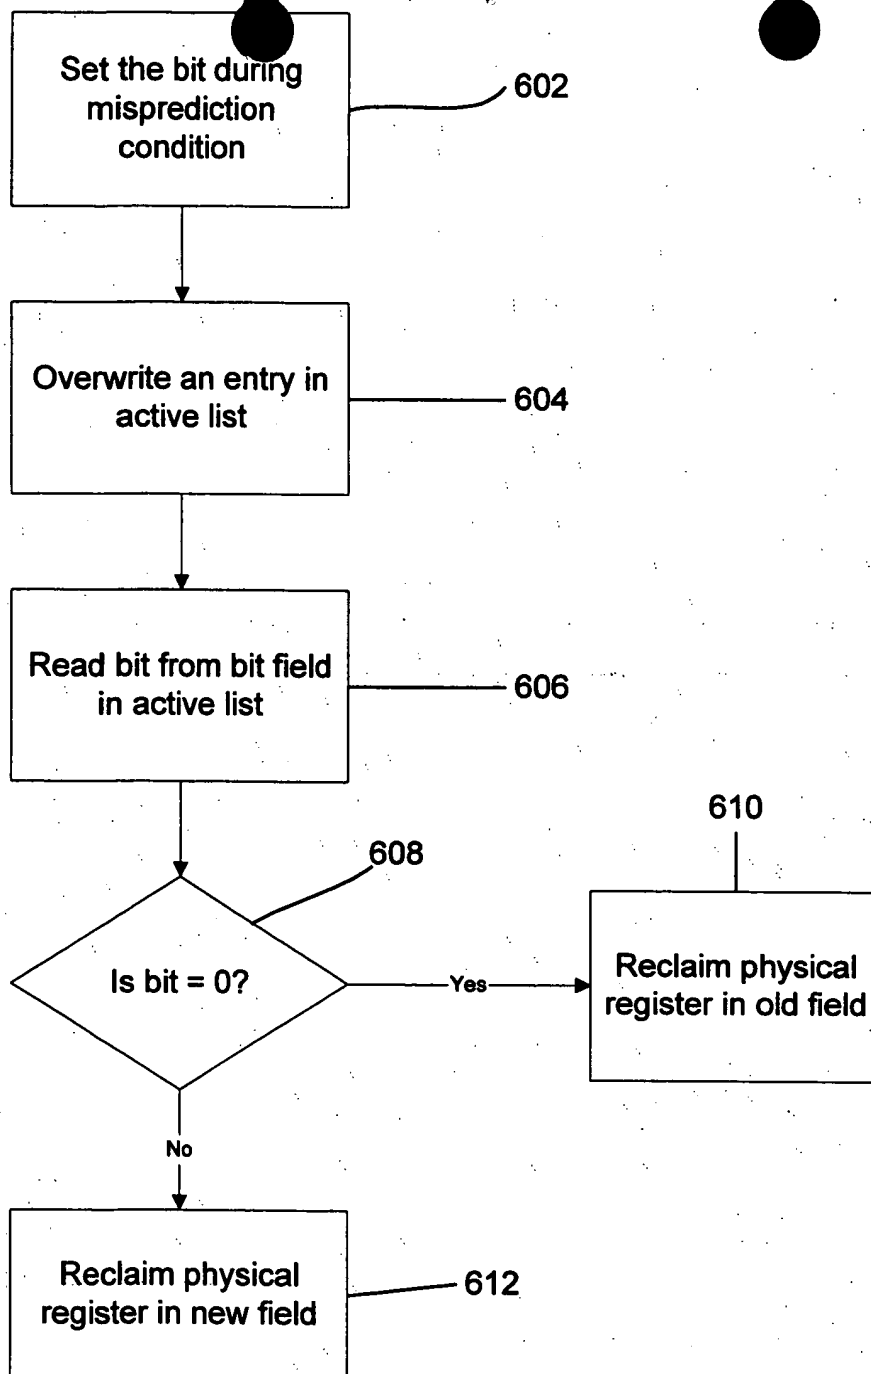 Set the bit during
misprediction
condition
602
Overwrite an entry in
active list
604
Read bit from bit field
in active list
606
608
Is bit = 0?
Yes
610
Reclaim physical
register in old field
No
Reclaim physical
register in new field
612